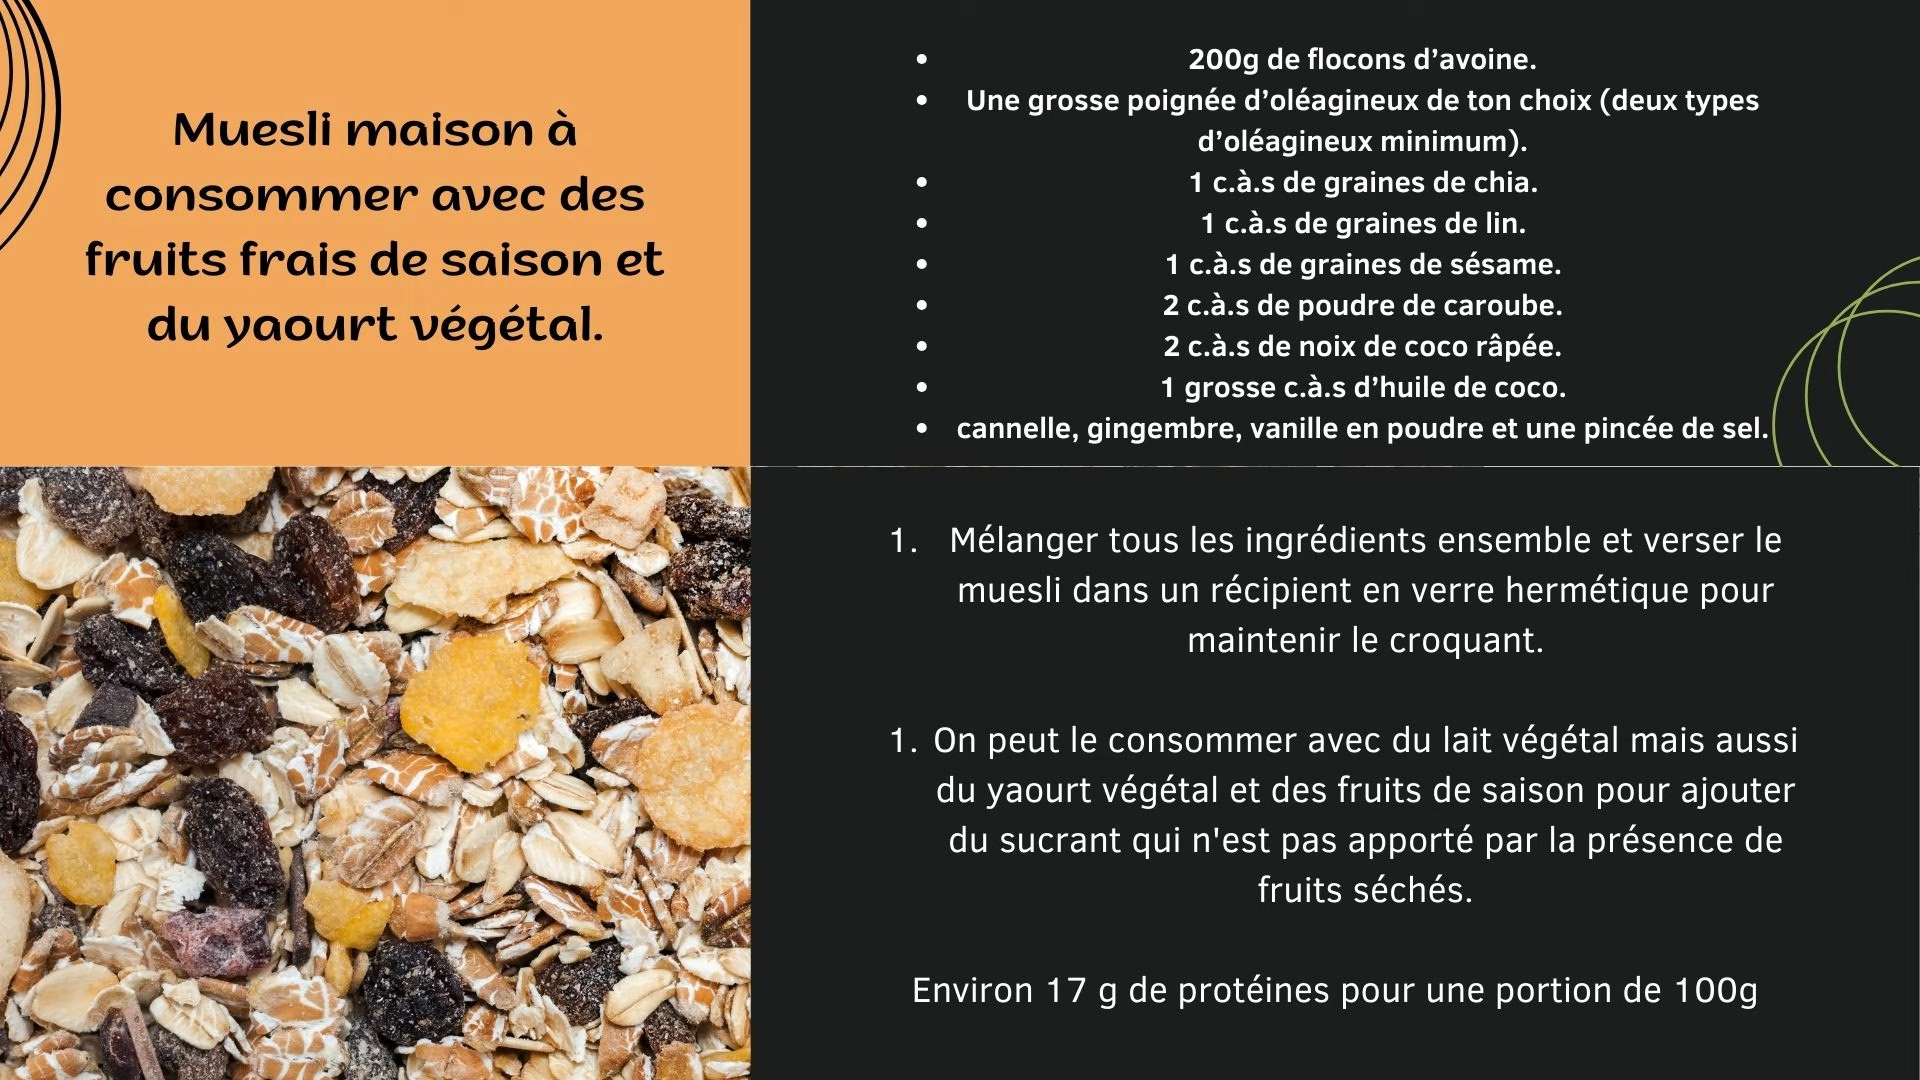 Muesli maison à
consommer avec des
fruits frais de saison et
du yaourt végétal.
• 200g de flocons d’avoine.
• Une grosse poignée d’oléagineux de ton choix (deux types
d’oléagineux minimum).
• 1 c.à.s de graines de chia.
• 1 c.à.s de graines de lin.
• 1 c.à.s de graines de sésame.
• 2 c.à.s de poudre de caroube.
• 2 c.à.s de noix de coco râpée.
• 1 grosse c.à.s d’huile de coco.
• cannelle, gingembre, vanille en poudre et une pincée de sel.
1. Mélanger tous les ingrédients ensemble et verser le
muesli dans un récipient en verre hermétique pour
maintenir le croquant.
1. On peut le consommer avec du lait végétal mais aussi
du yaourt végétal et des fruits de saison pour ajouter
du sucrant qui n'est pas apporté par la présence de
fruits séchés.
Environ 17 g de protéines pour une portion de 100g